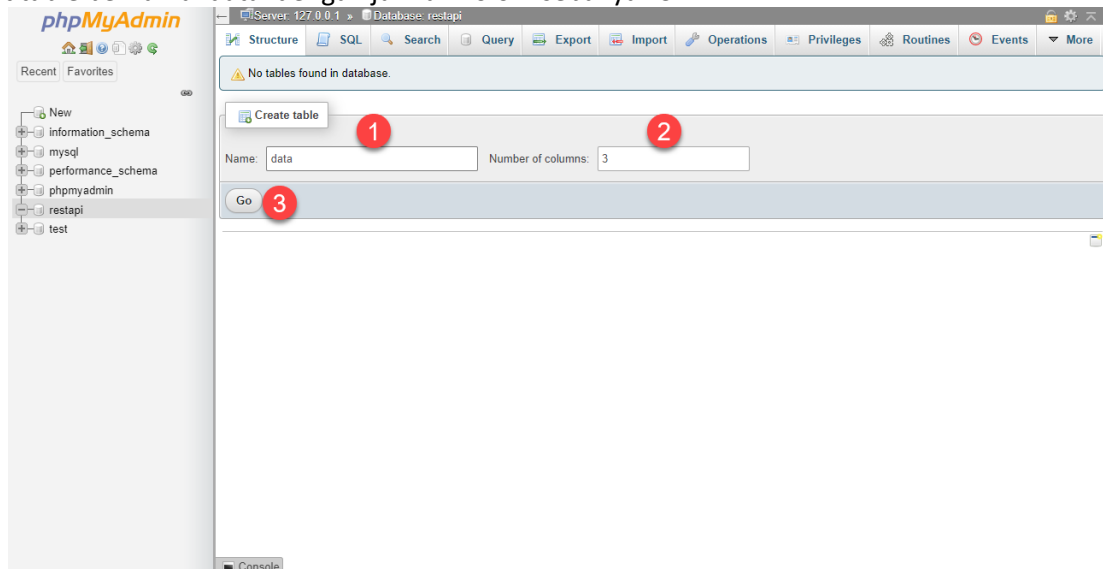 phpMyAdmin
Recent Favorites
New
information_schema
mysql
performance_schema
phpmyadmin
restapi
test
Server: 127.0.0.1 » Database: restapi
Structure SQL Search Query Export Import Operations Privileges Routines Events More
No tables found in database.
Create table
1 2
Name: data Number of columns: 3
Go 3
Console